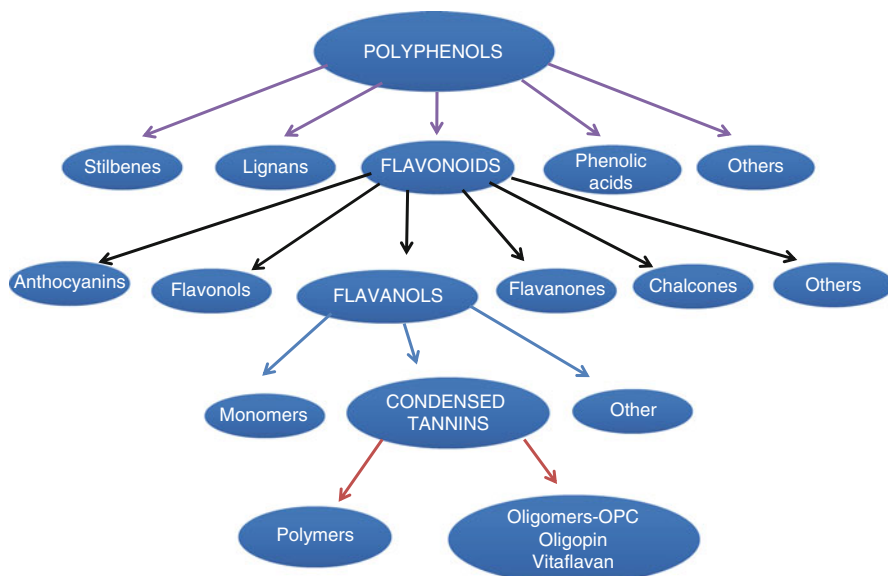 POLYPHENOLS
Stilbenes
Lignans
FLAVONOIDS
Phenolic
acids
Others
Anthocyanins
Flavonols
FLAVANOLS
Flavanones
Chalcones
Others
Monomers
CONDENSED
TANNINS
Other
Polymers
Oligomers-OPC
Oligopin
Vitaflavan